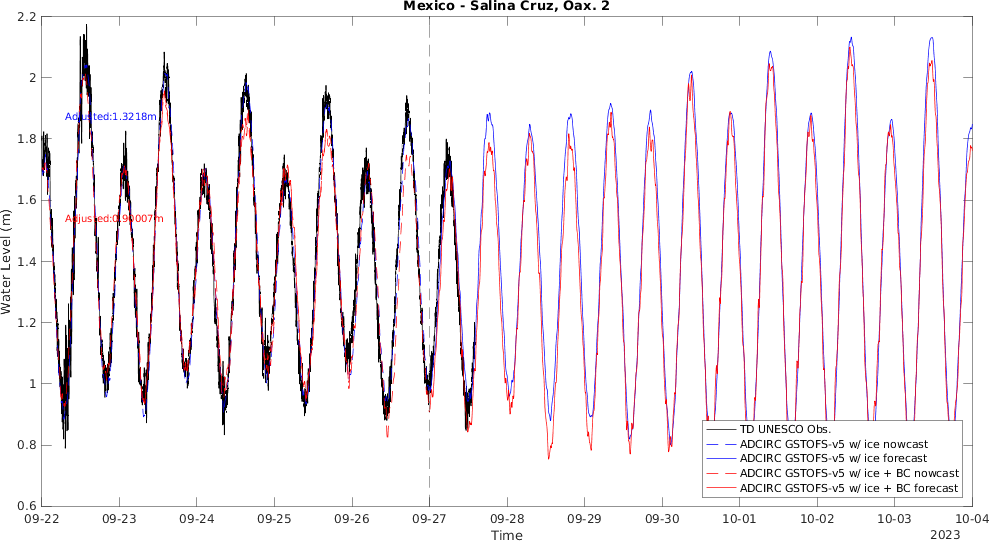 Mexico - Salina Cruz, Oax. 2
2.2
2
1.8
1.6
1.4
1.2
1
0.8
0.6
Water Level (m)
Adjusted:1.3218m
Adjusted:0.90007m
TD UNESCO Obs.
ADCIRC GSTOFS-v5 w/ ice nowcast
ADCIRC GSTOFS-v5 w/ ice forecast
ADCIRC GSTOFS-v5 w/ ice + BC nowcast
ADCIRC GSTOFS-v5 w/ ice + BC forecast
09-22 09-23 09-24 09-25 09-26 09-27 09-28 09-29 09-30 10-01 10-02 10-03 10-04
Time
2023